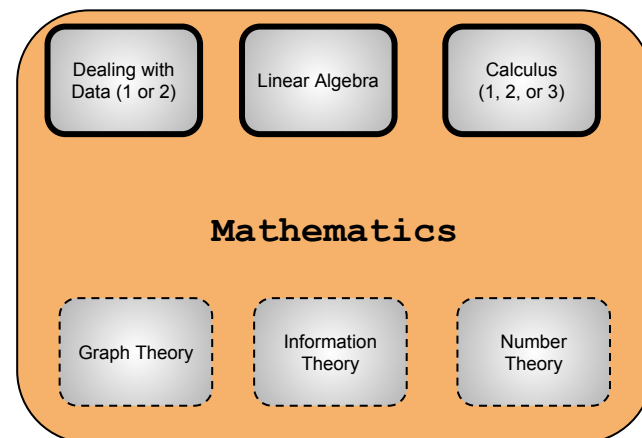 Dealing with
Data (1 or 2)
Linear Algebra
Calculus
(1, 2, or 3)
Mathematics
Graph Theory
Information
Theory
Number
Theory